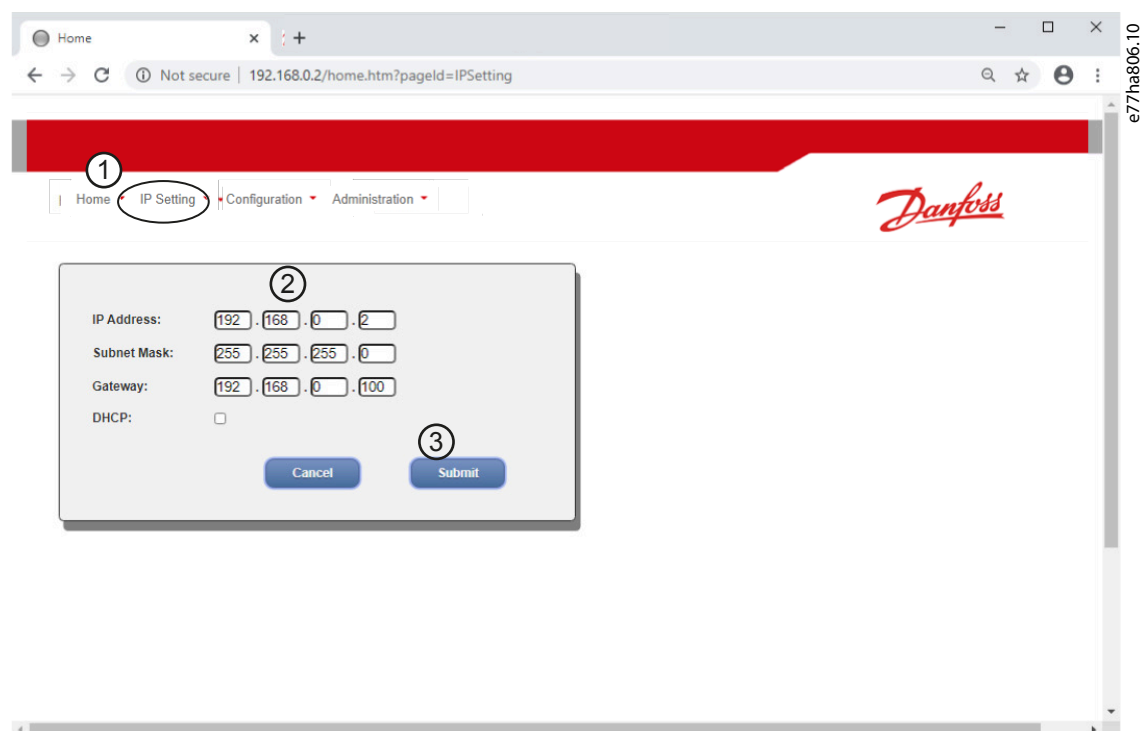 Home
Not secure | 192.168.0.2/home.htm?pageId=IPSetting
e77ha806.10
1
Home IP Setting Configuration Administration
Danfoss
2
IP Address: 192 . 168 . 0 . 2
Subnet Mask: 255 . 255 . 255 . 0
Gateway: 192 . 168 . 0 . 100
DHCP:
3
Cancel Submit